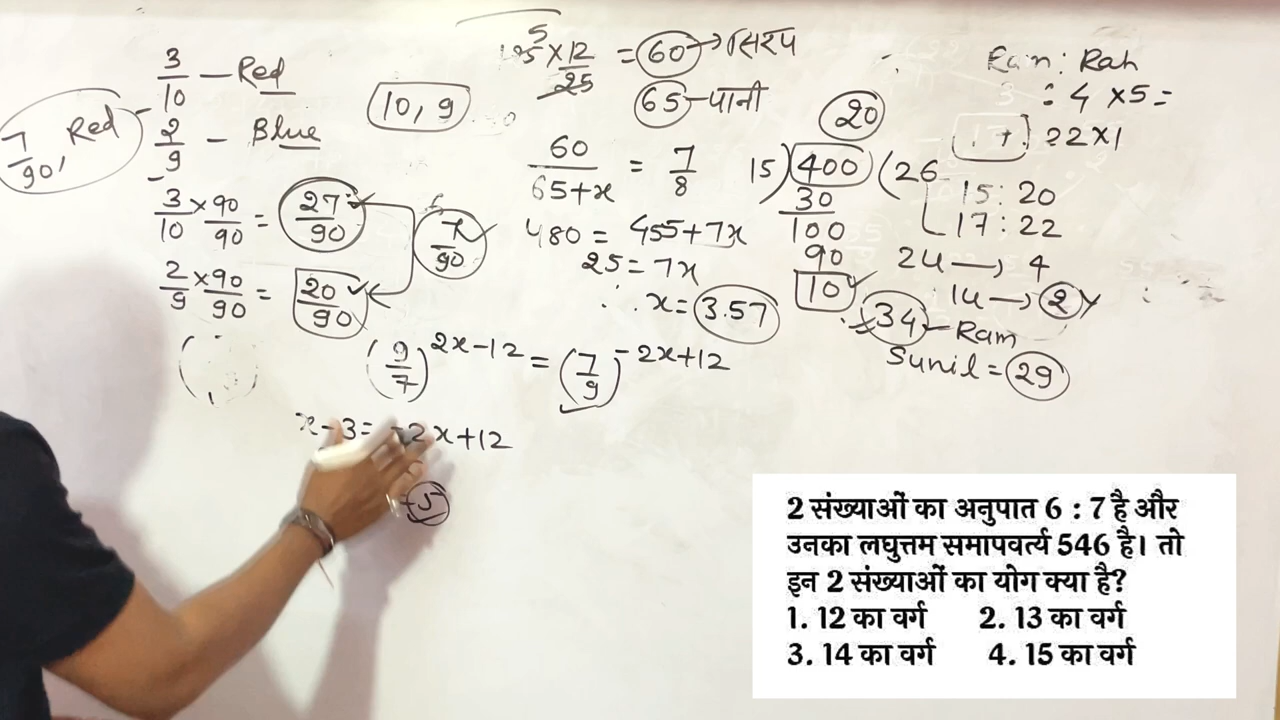 3/10 — Red
2/9 — Blue
7/90, Red
3/10 × 90/90 = 27/90
2/9 × 90/90 = 20/90
7/90
10, 9
5
× 12/25 = 60 → सिरप
65 — पानी
60/(65+x) = 7/8
480 = 455+7x
25 = 7x
∴ x = 3.57
20
15) 400 (26
30
100
90
10
: Rah
: 4 × 5 =
: 22 × 1
15 : 20
17 : 22
2u → 4
1u → 2
34 — Ram
Sunil = 29
(9/7)^(2x-12) = (7/9)^(-2x+12)
x-3 = -2x+12
5
2 संख्याओं का अनुपात 6 : 7 है और
उनका लघुत्तम समापवर्त्य 546 है। तो
इन 2 संख्याओं का योग क्या है?
1. 12 का वर्ग 2. 13 का वर्ग
3. 14 का वर्ग 4. 15 का वर्ग